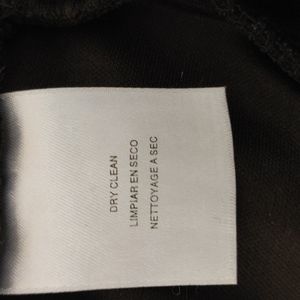 DRY CLEAN
LIMPIAR EN SECO
NETTOYAGE A SEC